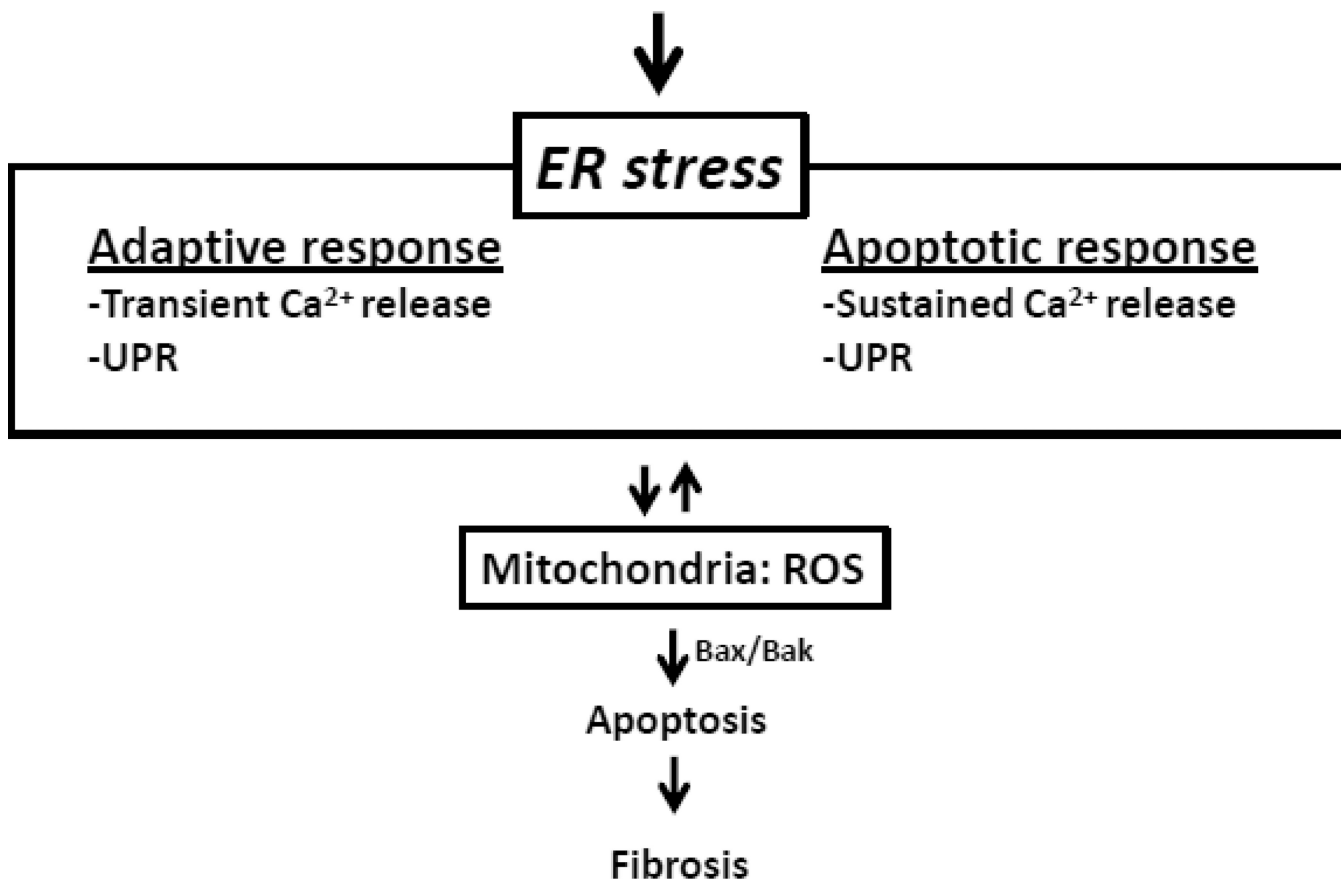 ER stress
Adaptive response
-Transient Ca²⁺ release
-UPR
Apoptotic response
-Sustained Ca²⁺ release
-UPR
Mitochondria: ROS
Bax/Bak
Apoptosis
Fibrosis